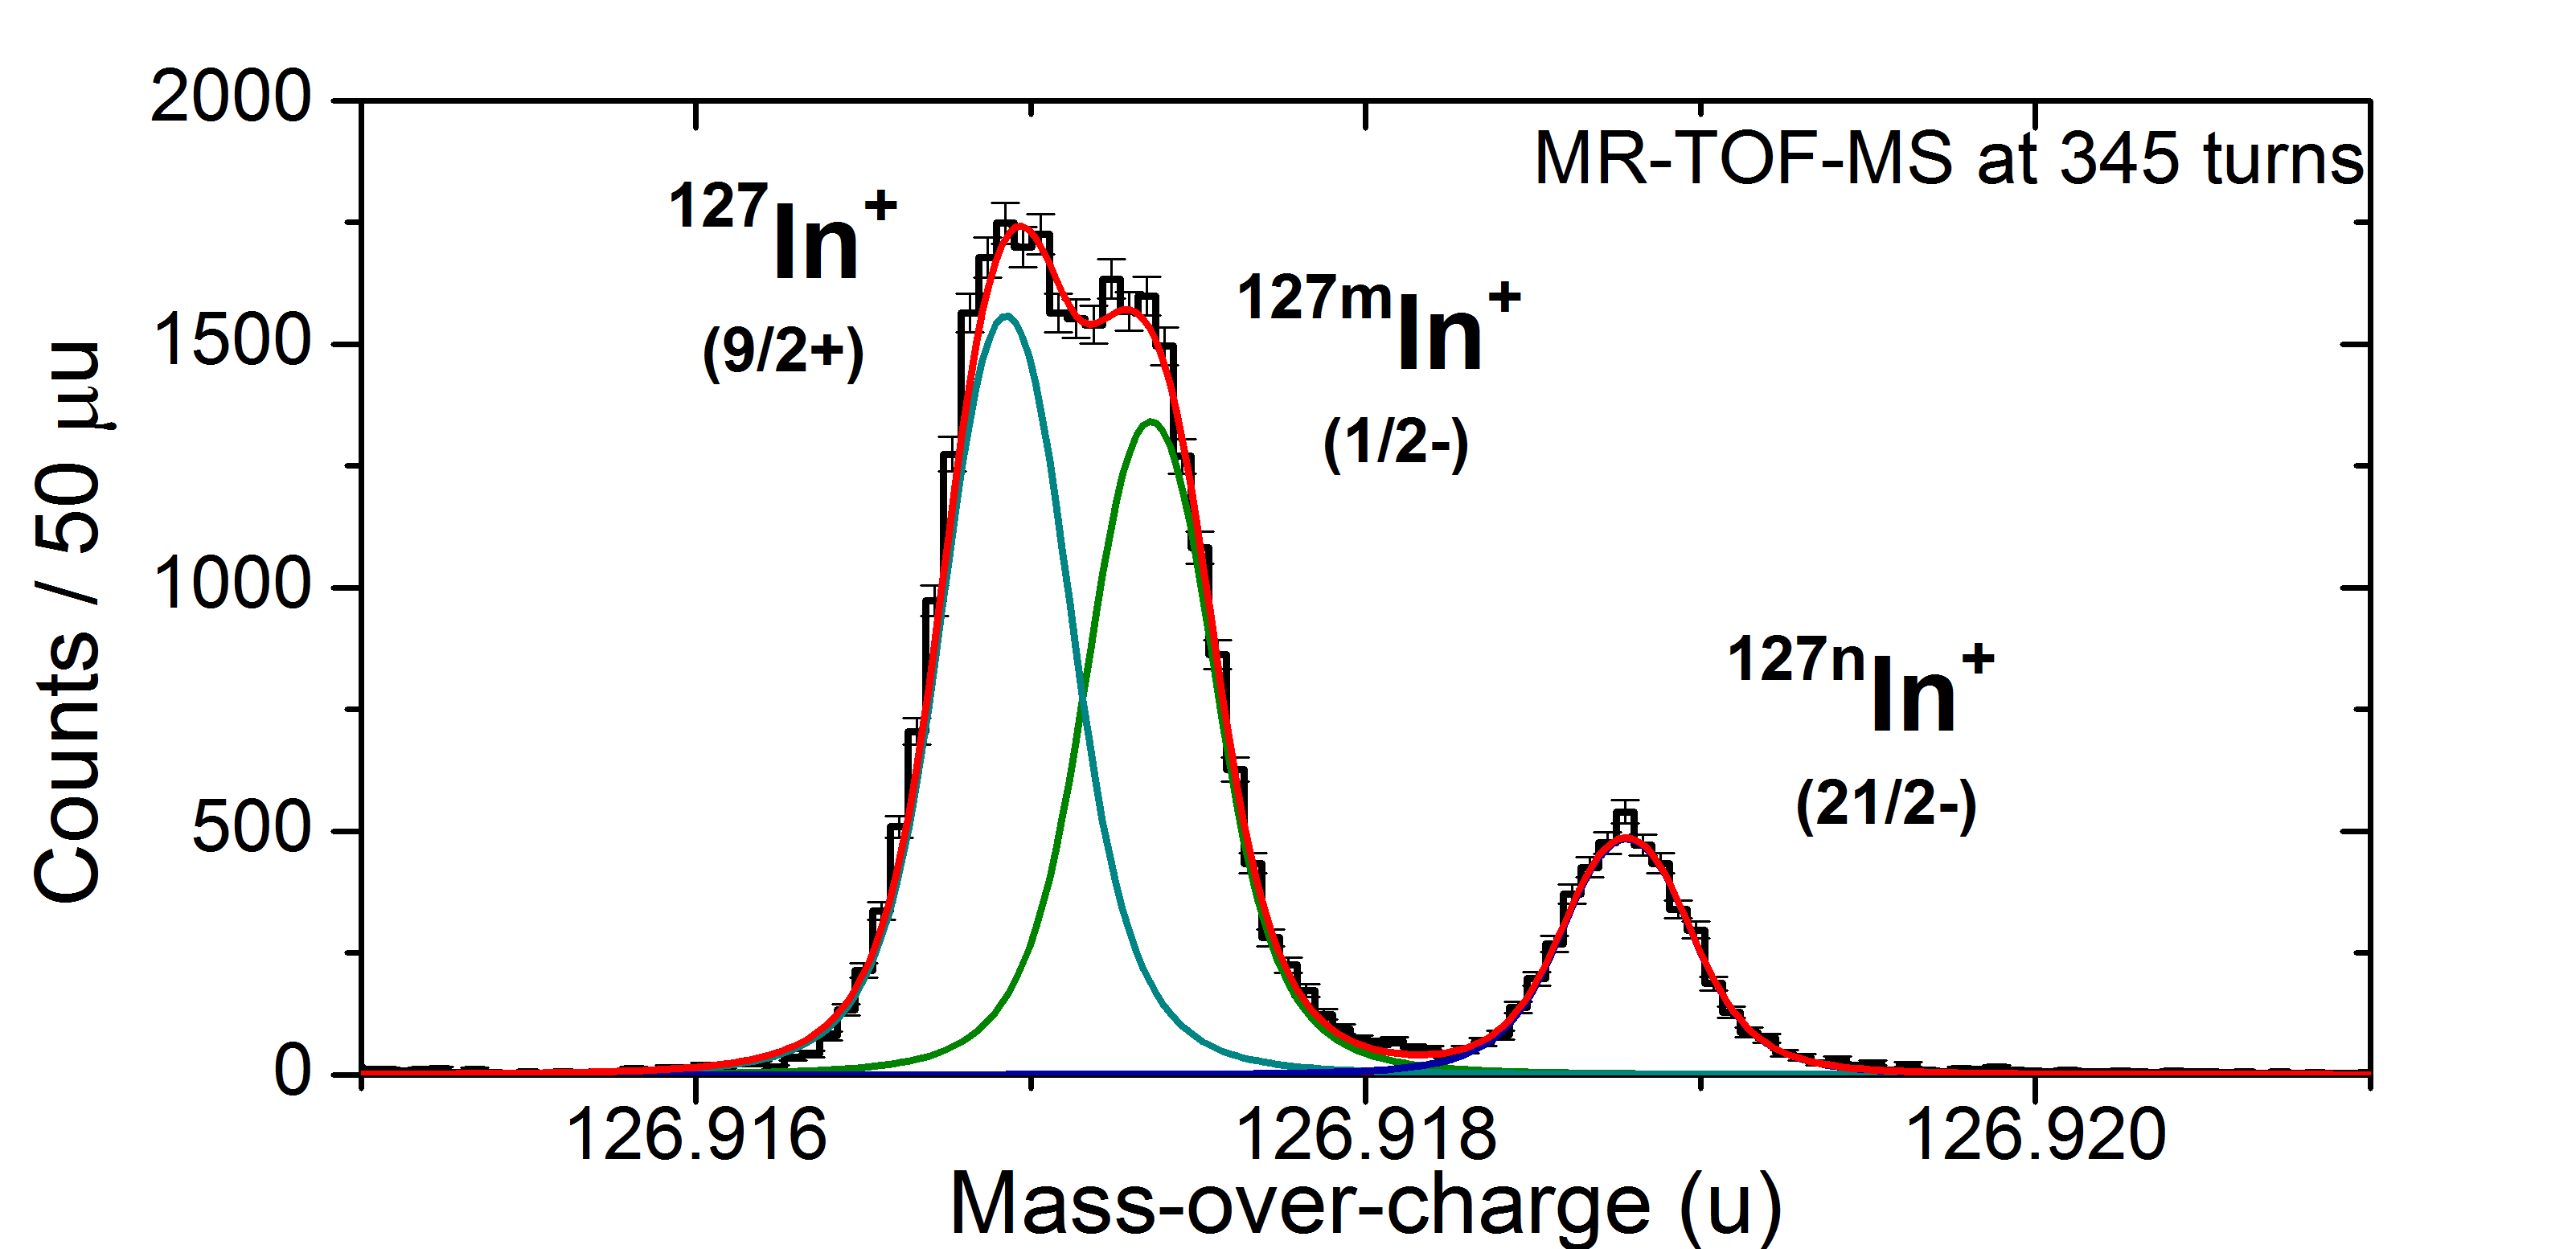 2000
MR-TOF-MS at 345 turns
127In+
(9/2+)
127mIn+
(1/2-)
1500
1000
127nIn+
(21/2-)
500
0
Counts / 50 μu
126.916 126.918 126.920
Mass-over-charge (u)